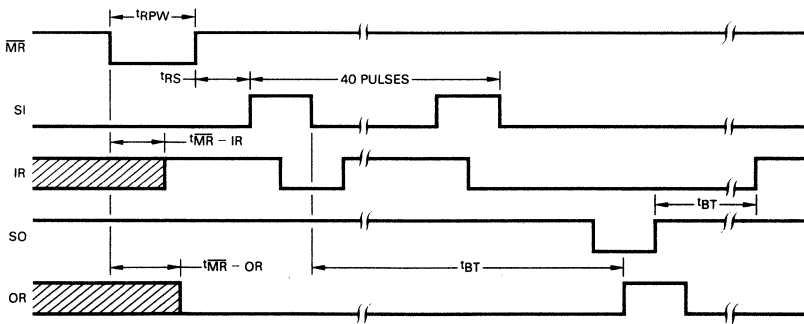 tRPW
MR
tRS
40 PULSES
SI
tMR – IR
IR
tBT
SO
tMR – OR
tBT
OR